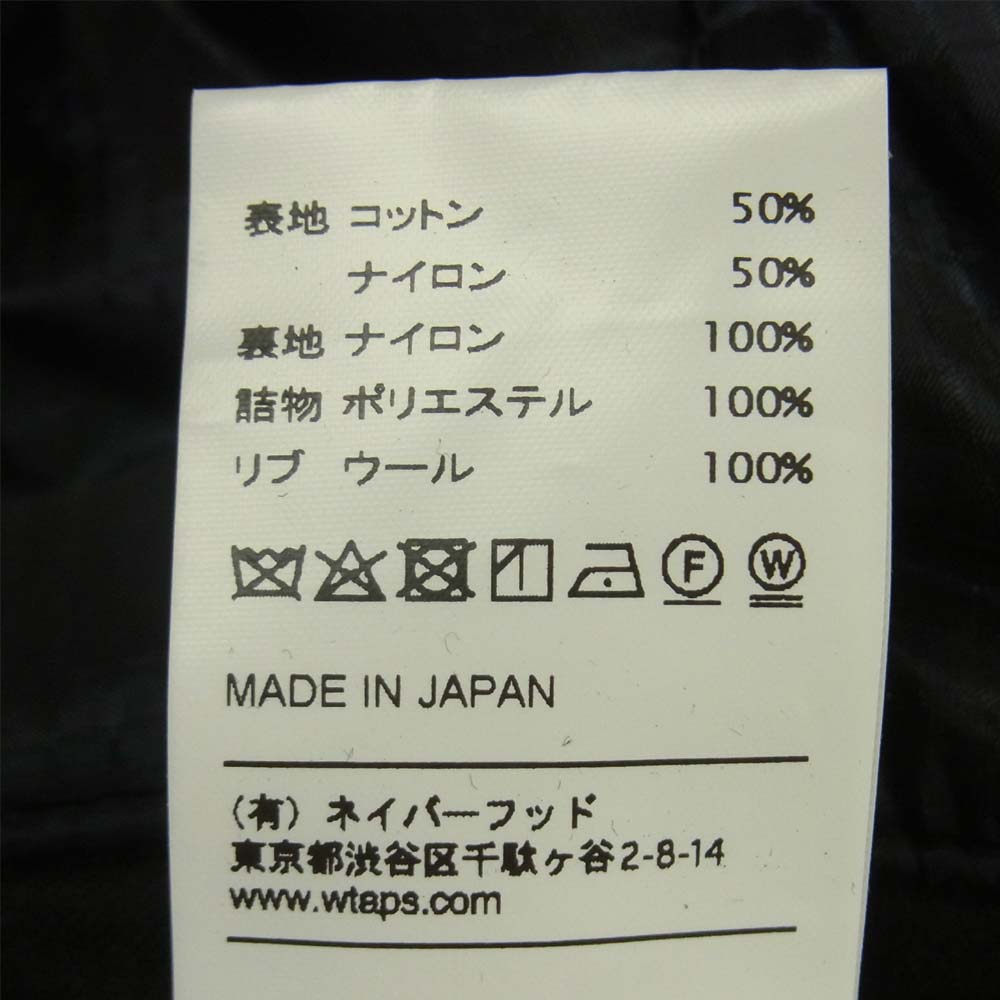 表地 コットン 50%
ナイロン 50%
裏地 ナイロン 100%
詰物 ポリエステル 100%
リブ ウール 100%
F W
MADE IN JAPAN
(有) ネイバーフッド
東京都渋谷区千駄ヶ谷2-8-14
www.wtaps.com